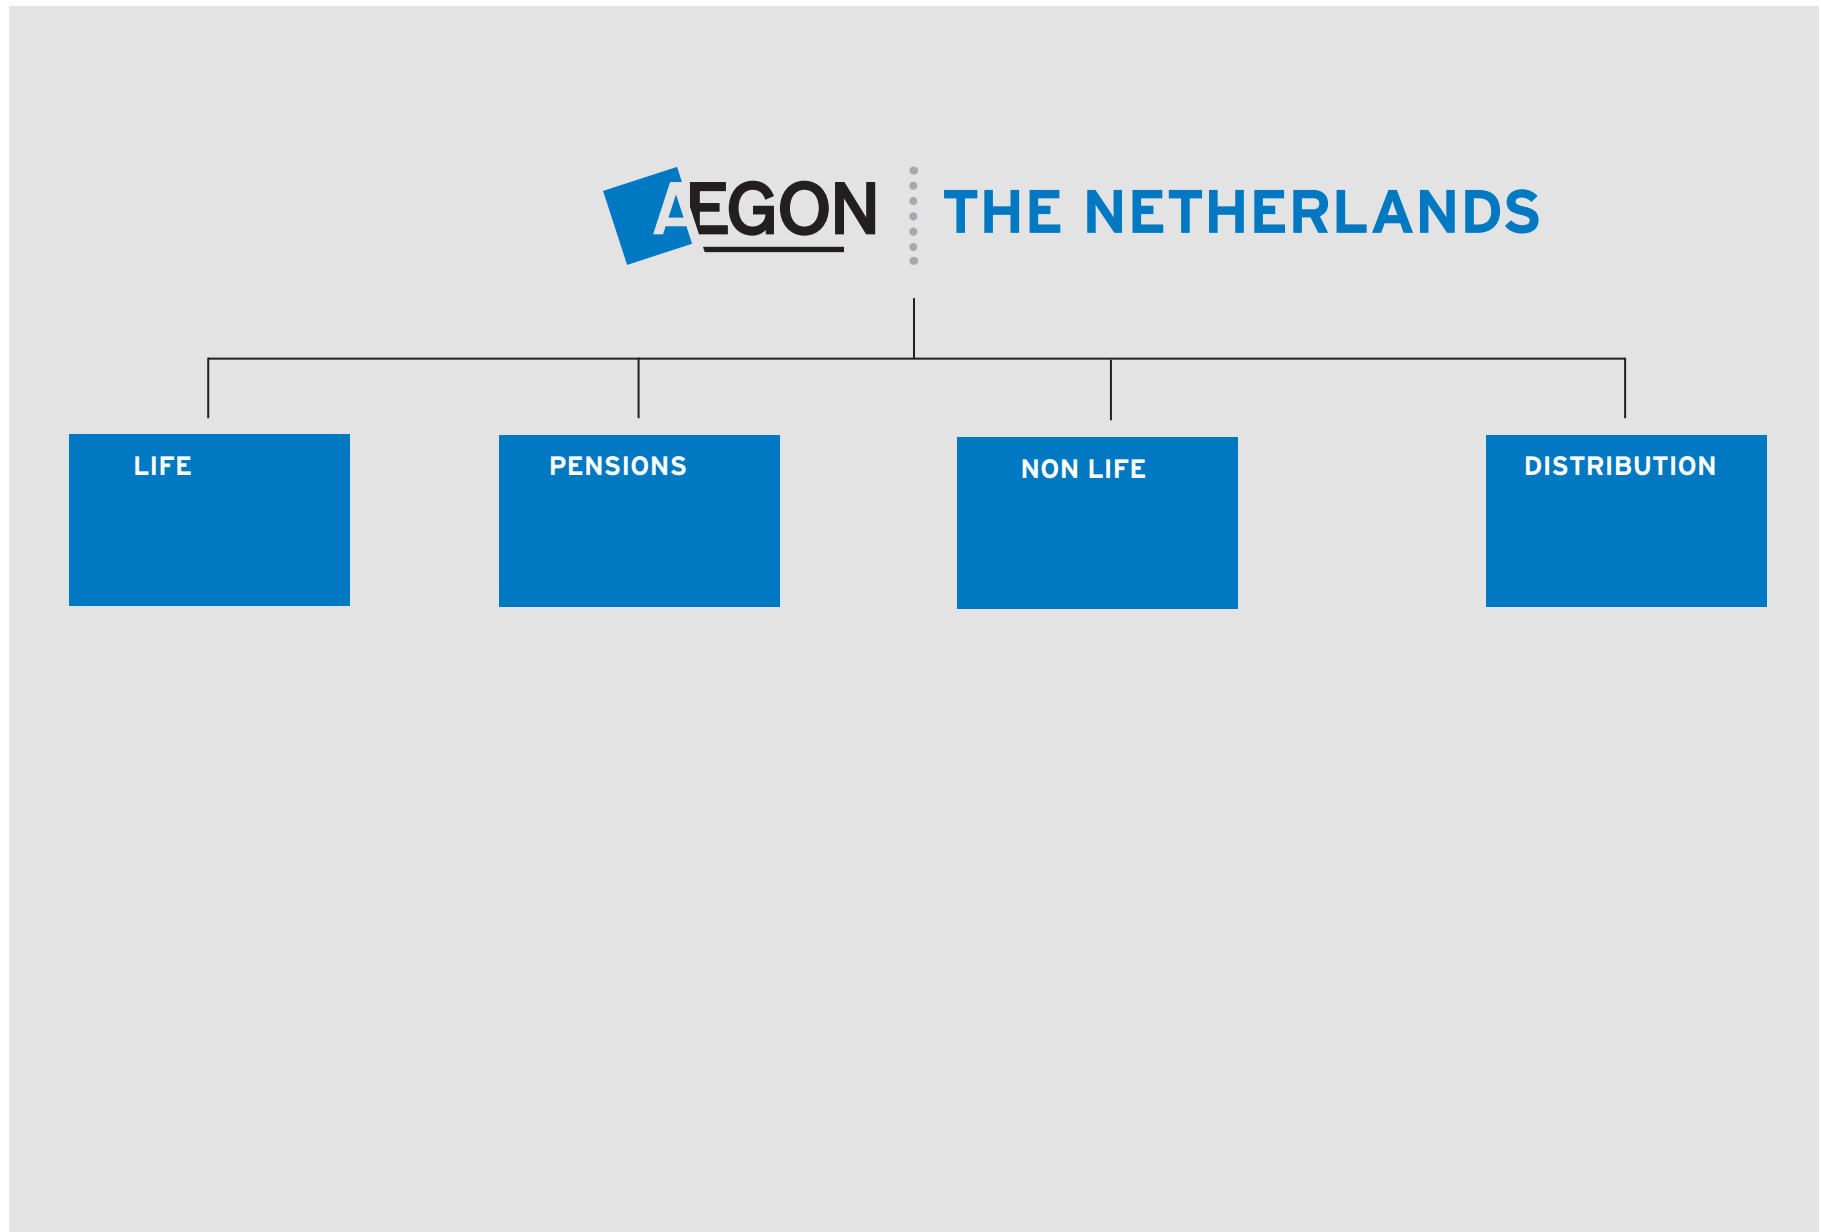 AEGON THE NETHERLANDS
LIFE
PENSIONS
NON LIFE
DISTRIBUTION